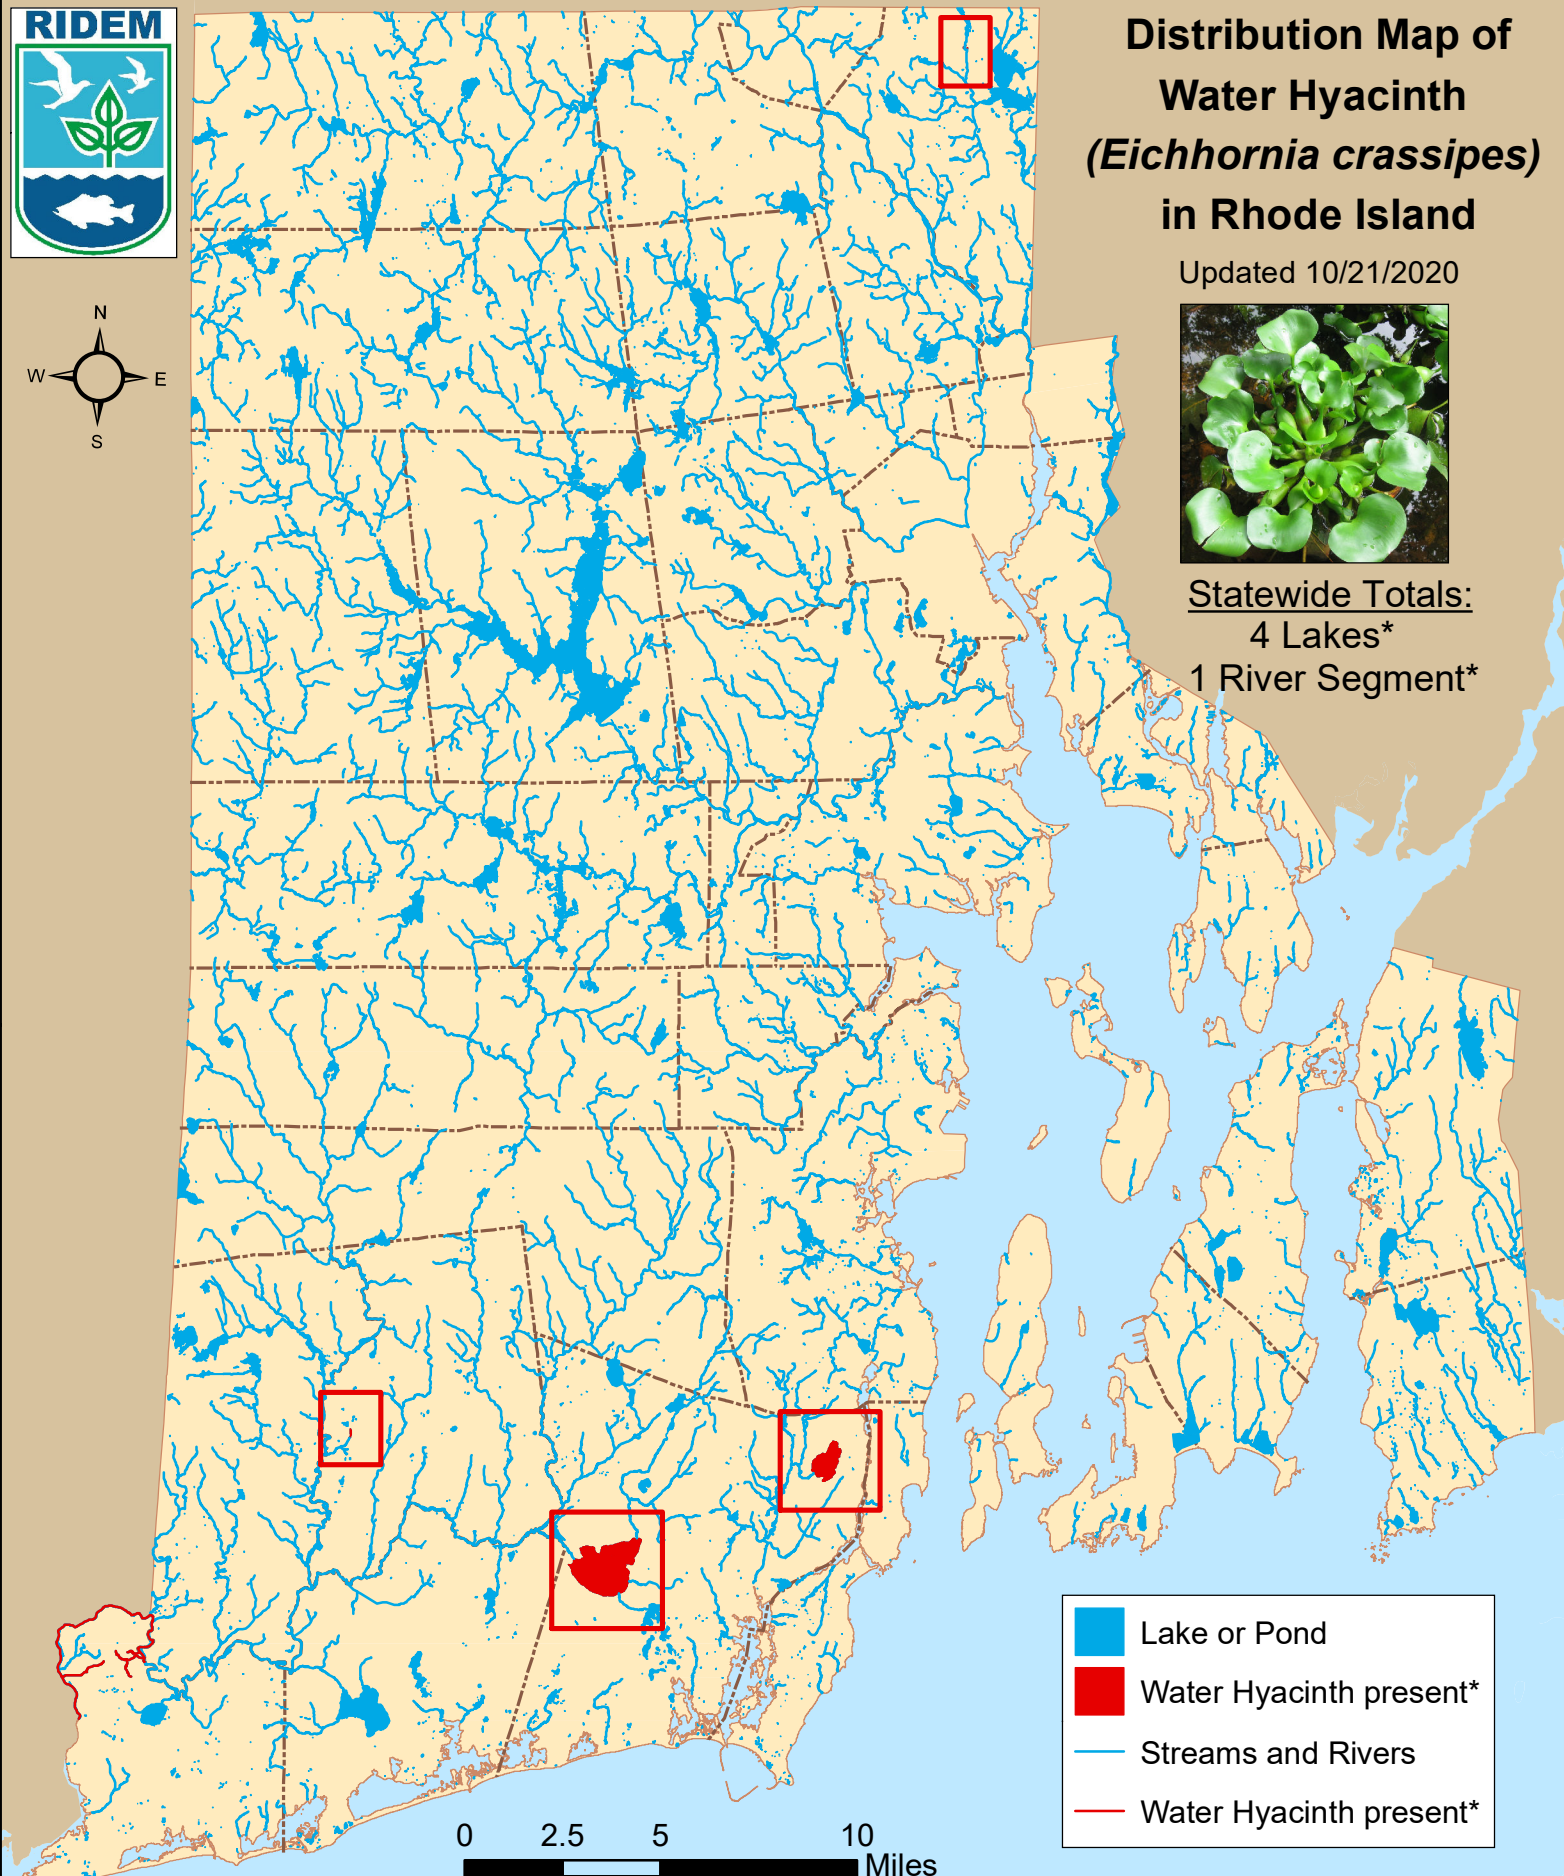 RIDEM
Distribution Map of
Water Hyacinth
(Eichhornia crassipes)
in Rhode Island
Updated 10/21/2020
N
W
E
S
Statewide Totals:
4 Lakes*
1 River Segment*
Lake or Pond
Water Hyacinth present*
Streams and Rivers
Water Hyacinth present*
0 2.5 5 10
Miles